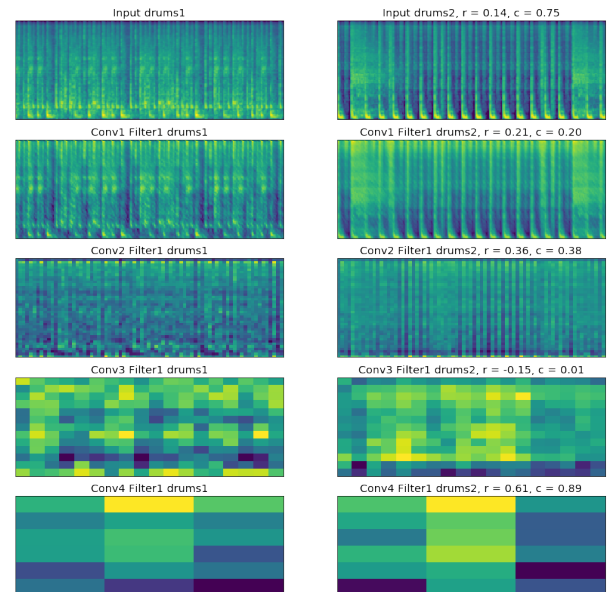 Input drums1
Input drums2, r = 0.14, c = 0.75
Conv1 Filter1 drums1
Conv1 Filter1 drums2, r = 0.21, c = 0.20
Conv2 Filter1 drums1
Conv2 Filter1 drums2, r = 0.36, c = 0.38
Conv3 Filter1 drums1
Conv3 Filter1 drums2, r = -0.15, c = 0.01
Conv4 Filter1 drums1
Conv4 Filter1 drums2, r = 0.61, c = 0.89